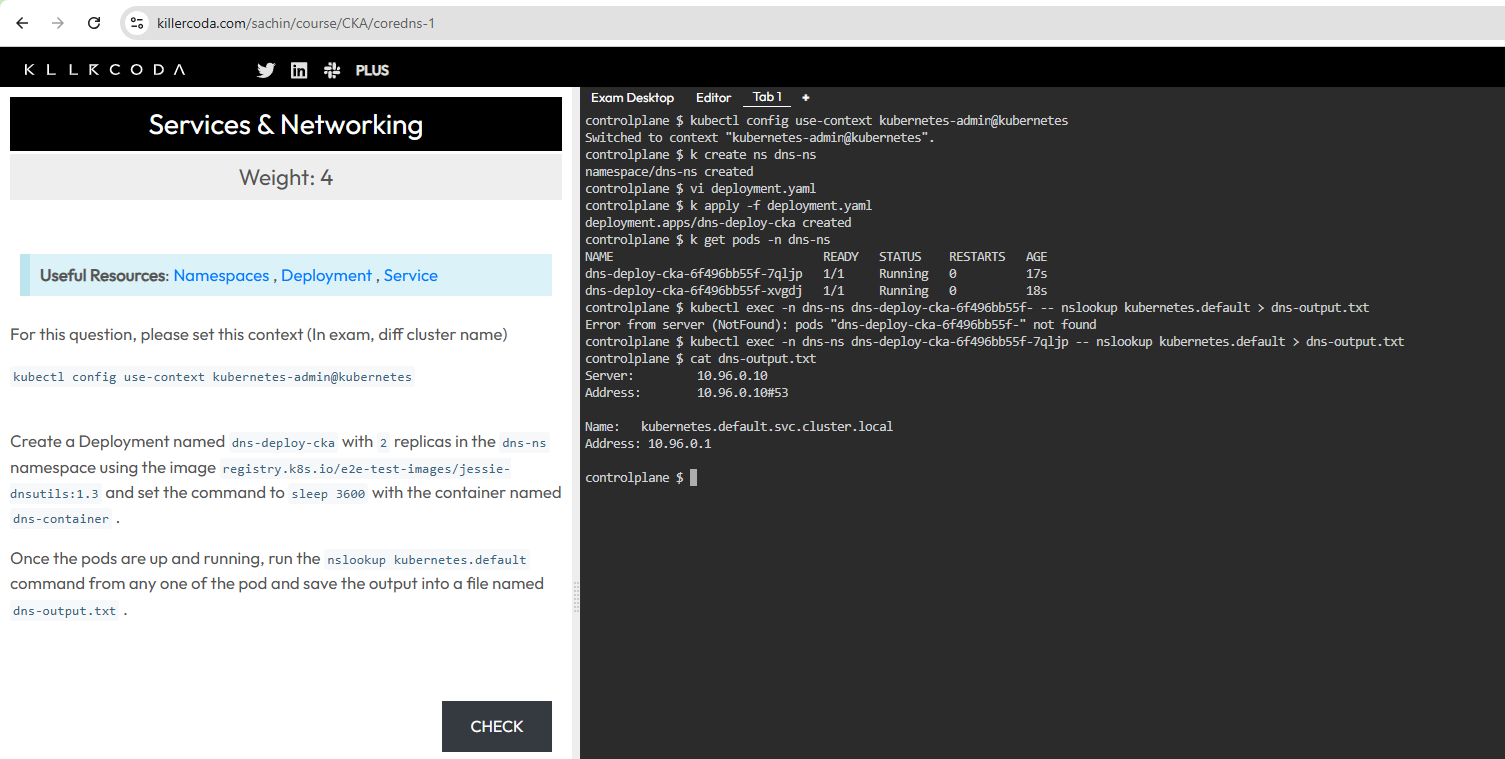 killercoda.com/sachin/course/CKA/coredns-1
KLLRCODA
PLUS
Services & Networking
Weight: 4
Useful Resources: Namespaces , Deployment , Service
For this question, please set this context (In exam, diff cluster name)
kubectl config use-context kubernetes-admin@kubernetes
Create a Deployment named dns-deploy-cka with 2 replicas in the dns-ns
namespace using the image registry.k8s.io/e2e-test-images/jessie-
dnsutils:1.3 and set the command to sleep 3600 with the container named
dns-container .
Once the pods are up and running, run the nslookup kubernetes.default
command from any one of the pod and save the output into a file named
dns-output.txt .
CHECK
Exam Desktop Editor Tab 1 +
controlplane $ kubectl config use-context kubernetes-admin@kubernetes
Switched to context "kubernetes-admin@kubernetes".
controlplane $ k create ns dns-ns
namespace/dns-ns created
controlplane $ vi deployment.yaml
controlplane $ k apply -f deployment.yaml
deployment.apps/dns-deploy-cka created
controlplane $ k get pods -n dns-ns
NAME READY STATUS RESTARTS AGE
dns-deploy-cka-6f496bb55f-7qljp 1/1 Running 0 17s
dns-deploy-cka-6f496bb55f-xvgdj 1/1 Running 0 18s
controlplane $ kubectl exec -n dns-ns dns-deploy-cka-6f496bb55f- -- nslookup kubernetes.default > dns-output.txt
Error from server (NotFound): pods "dns-deploy-cka-6f496bb55f-" not found
controlplane $ kubectl exec -n dns-ns dns-deploy-cka-6f496bb55f-7qljp -- nslookup kubernetes.default > dns-output.txt
controlplane $ cat dns-output.txt
Server: 10.96.0.10
Address: 10.96.0.10#53
Name: kubernetes.default.svc.cluster.local
Address: 10.96.0.1
controlplane $